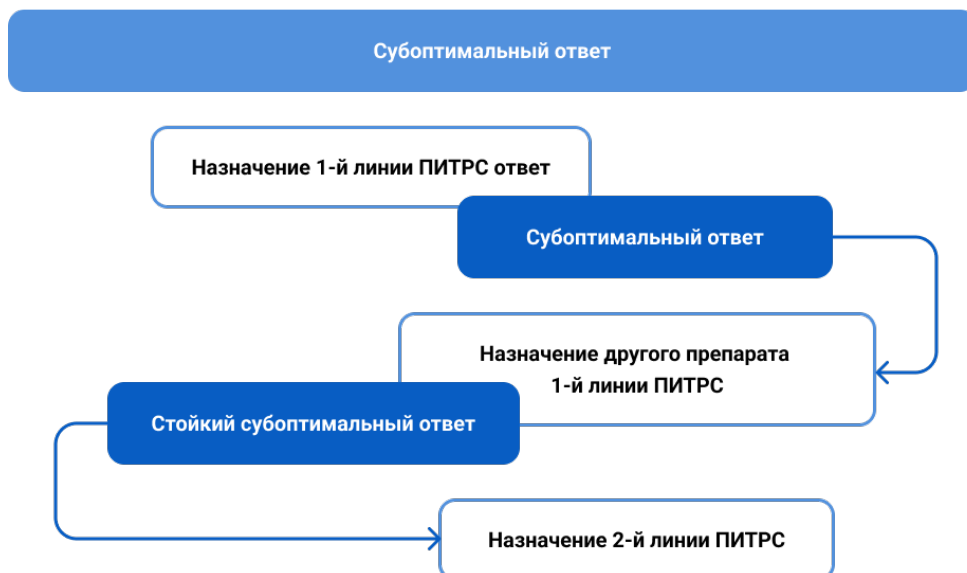 Субоптимальный ответ
Назначение 1-й линии ПИТРС ответ
Субоптимальный ответ
Назначение другого препарата
1-й линии ПИТРС
Стойкий субоптимальный ответ
Назначение 2-й линии ПИТРС